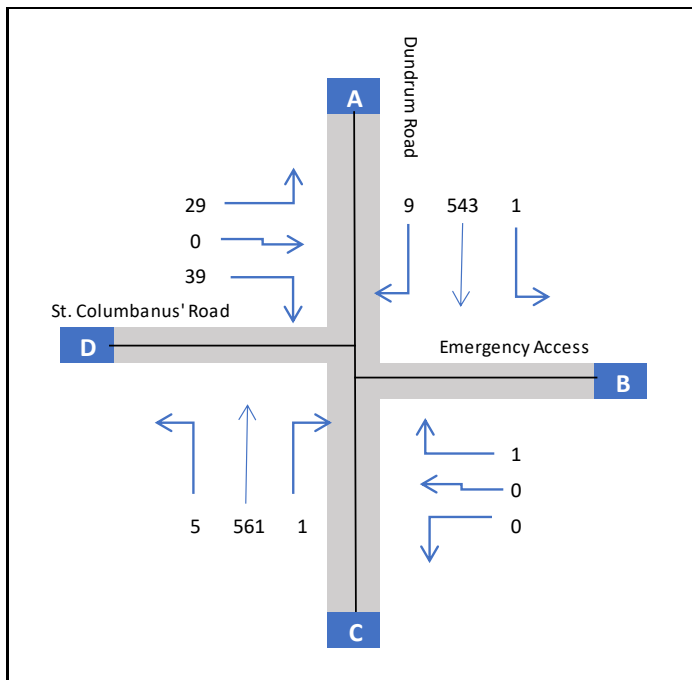 A
Dundrum Road
29
9 543 1
0
39
St. Columbanus' Road
D
Emergency Access
B
1
0
5 561 1
0
C